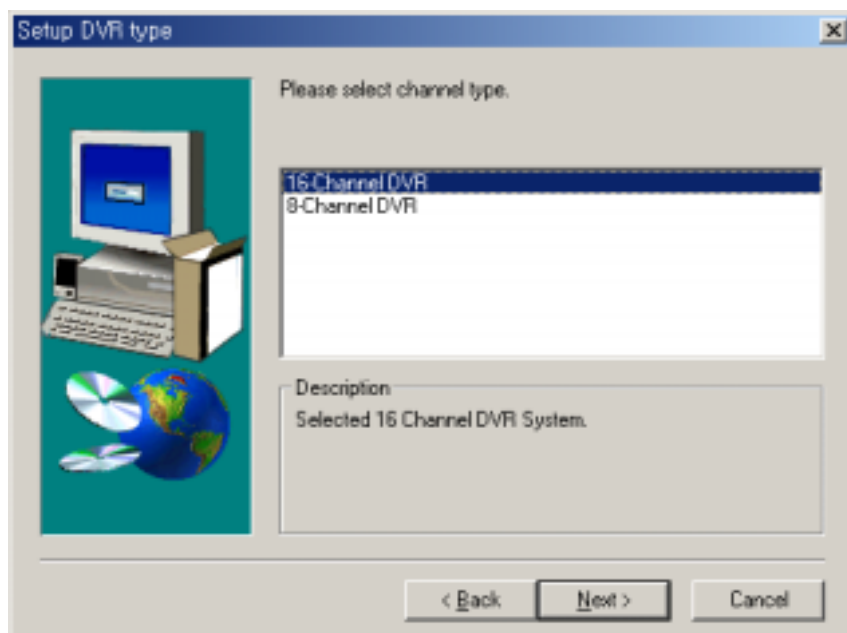 Setup DVR type
Please select channel type.
16-Channel DVR
8-Channel DVR
Description
Selected 16 Channel DVR System.
< Back
Next >
Cancel